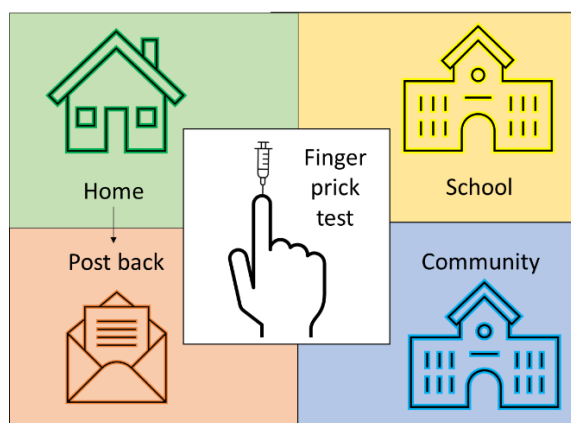 Home
Post back
Finger
prick
test
School
Community